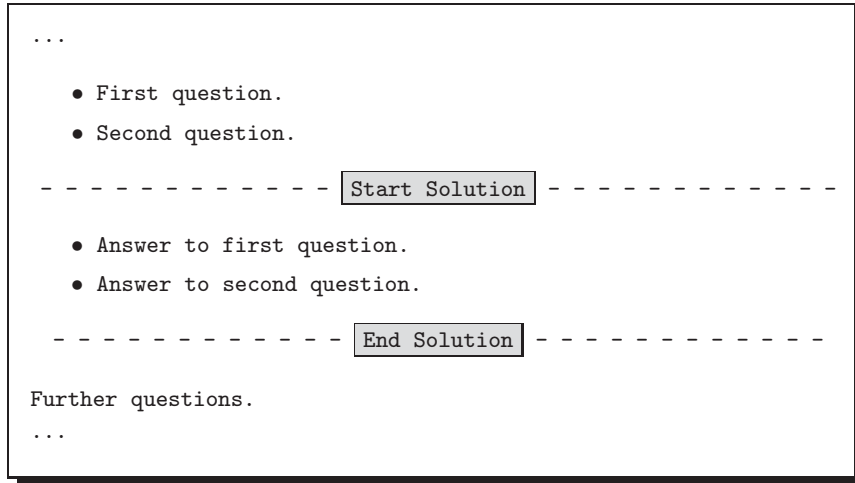 ...
• First question.
• Second question.
- - - - - - - - - - - - Start Solution - - - - - - - - - - - -
• Answer to first question.
• Answer to second question.
- - - - - - - - - - - - End Solution - - - - - - - - - - - -
Further questions.
...